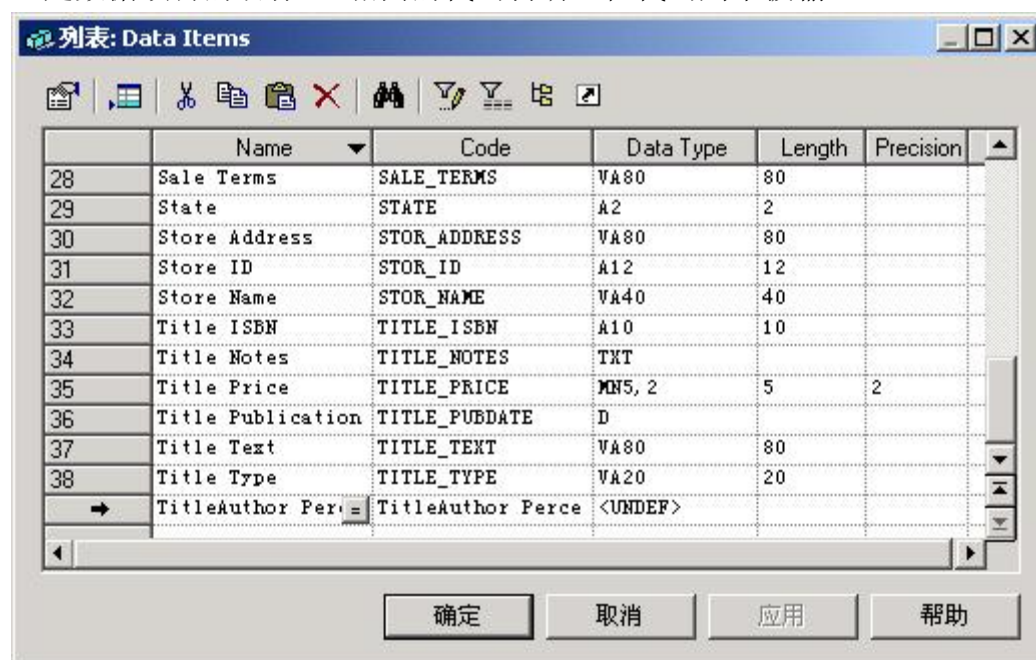 列表: Data Items
Name Code Data Type Length Precision
28 Sale Terms SALE_TERMS VA80 80
29 State STATE A2 2
30 Store Address STOR_ADDRESS VA80 80
31 Store ID STOR_ID A12 12
32 Store Name STOR_NAME VA40 40
33 Title ISBN TITLE_ISBN A10 10
34 Title Notes TITLE_NOTES TXT
35 Title Price TITLE_PRICE MN5,2 5 2
36 Title Publication TITLE_PUBDATE D
37 Title Text TITLE_TEXT VA80 80
38 Title Type TITLE_TYPE VA20 20
TitleAuthor Per = TitleAuthor Perce <UNDEF>
确定 取消 应用 帮助